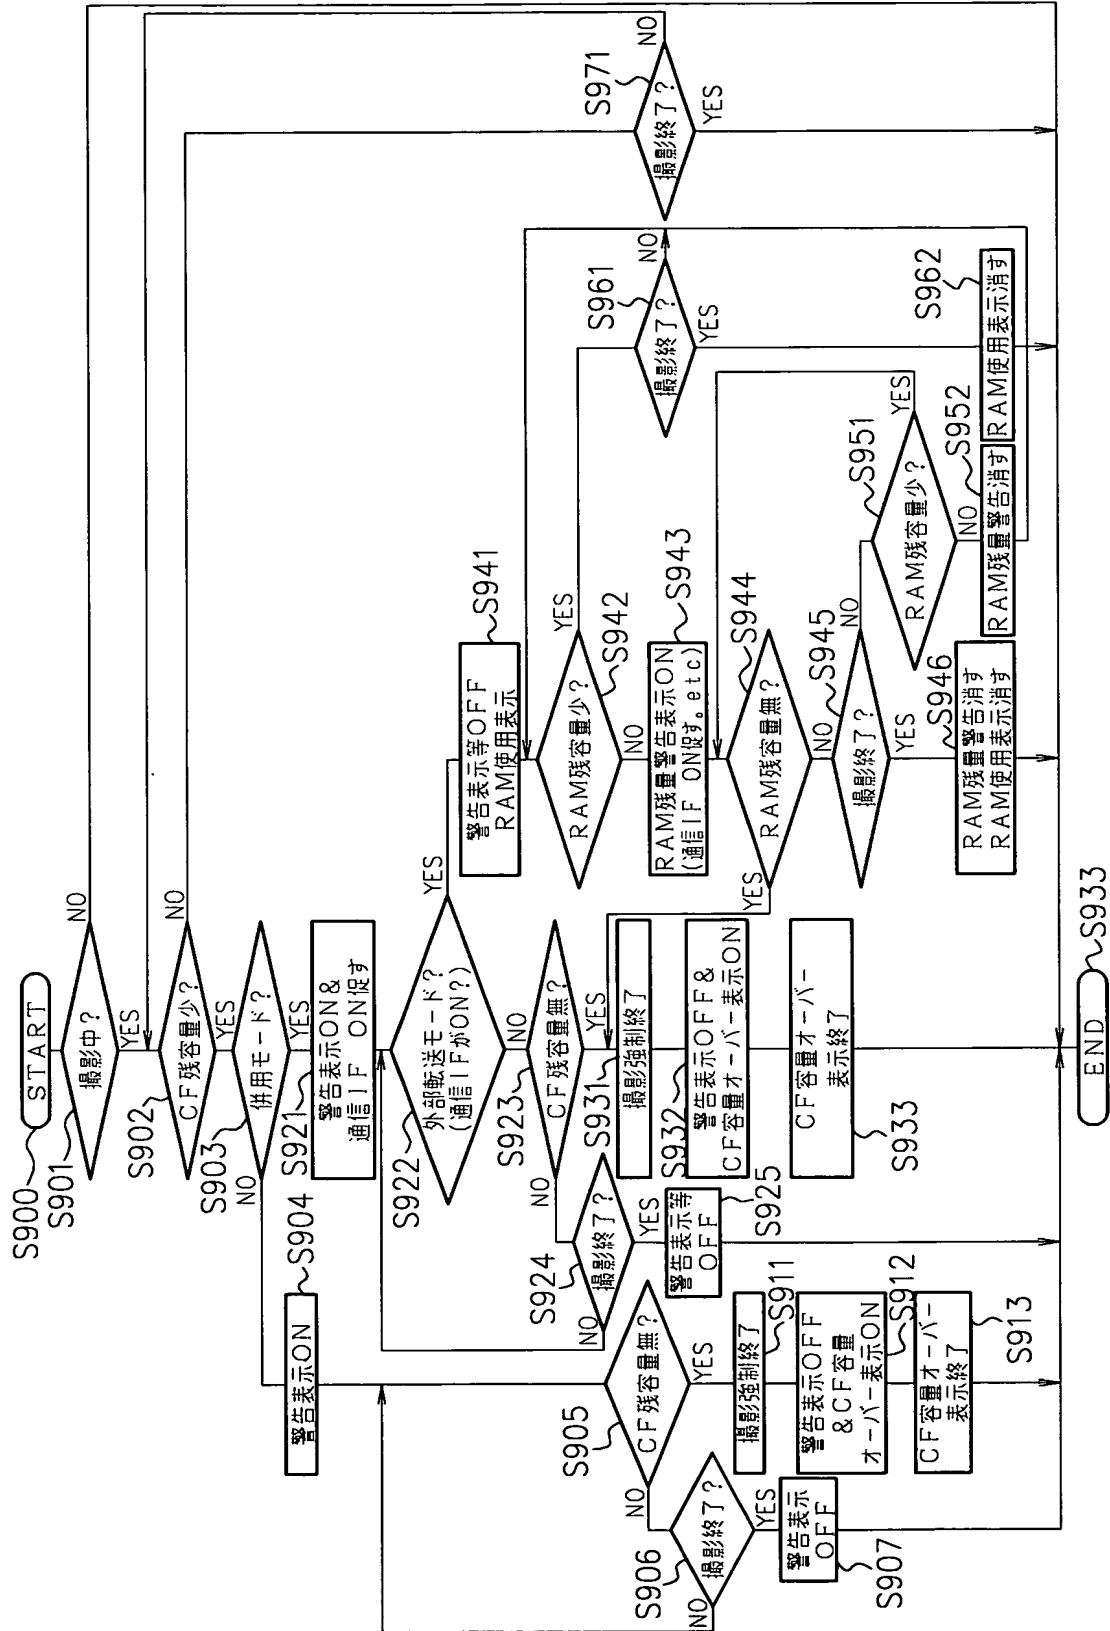 START
S900
S901
撮影中?
NO
YES
S902
CF残容量少?
NO
YES
S903
併用モード?
NO
YES
S904
警告表示ON
S905
CF残容量無?
NO
YES
S906
撮影終了?
NO
YES
S907
警告表示
OFF
S911
撮影強制終了
S912
警告表示OFF
&CF容量
オーバー表示ON
S913
CF容量オーバー
表示終了
S921
警告表示ON&
通信IF ON促す
S922
外部転送モード?
(通信IFがON?)
YES
NO
S923
CF残容量無?
NO
YES
S924
撮影終了?
NO
YES
S925
警告表示等
OFF
S931
撮影強制終了
S932
警告表示OFF&
CF容量オーバー表示ON
CF容量オーバー
表示終了
S933
S941
警告表示等OFF
RAM使用表示
S942
RAM残容量少?
YES
NO
S943
RAM残量警告表示ON
(通信IF ON促す。etc)
S944
RAM残容量無?
YES
NO
S945
撮影終了?
NO
YES
S946
RAM残量警告消す
RAM使用表示消す
S951
RAM残容量少?
YES
NO
S952
RAM残量警告消す
S961
撮影終了?
NO
YES
S962
RAM使用表示消す
S971
撮影終了?
NO
YES
END
S933